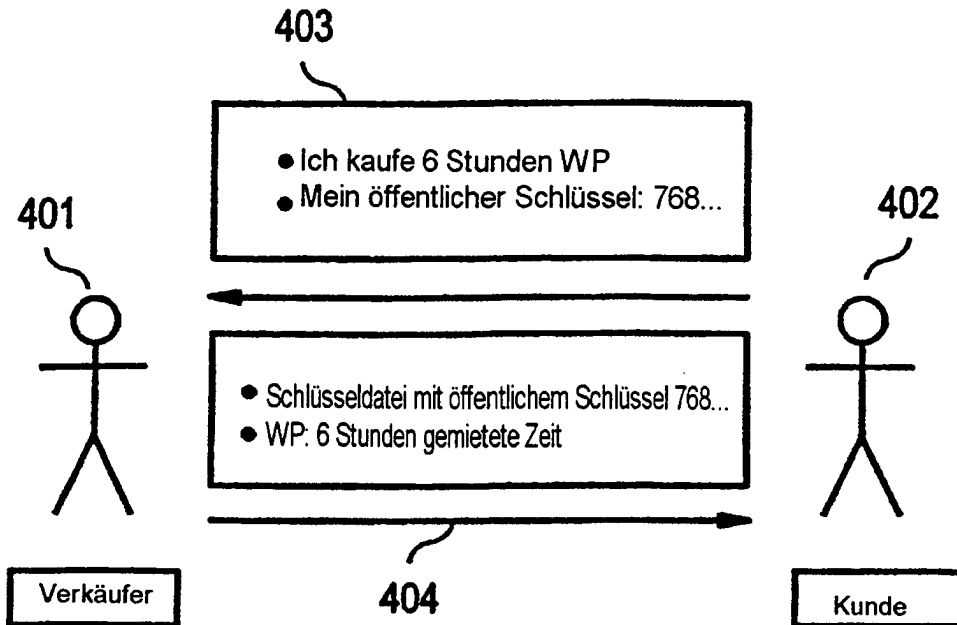 403
● Ich kaufe 6 Stunden WP
● Mein öffentlicher Schlüssel: 768...
401
402
● Schlüsseldatei mit öffentlichem Schlüssel 768...
● WP: 6 Stunden gemietete Zeit
404
Verkäufer
Kunde